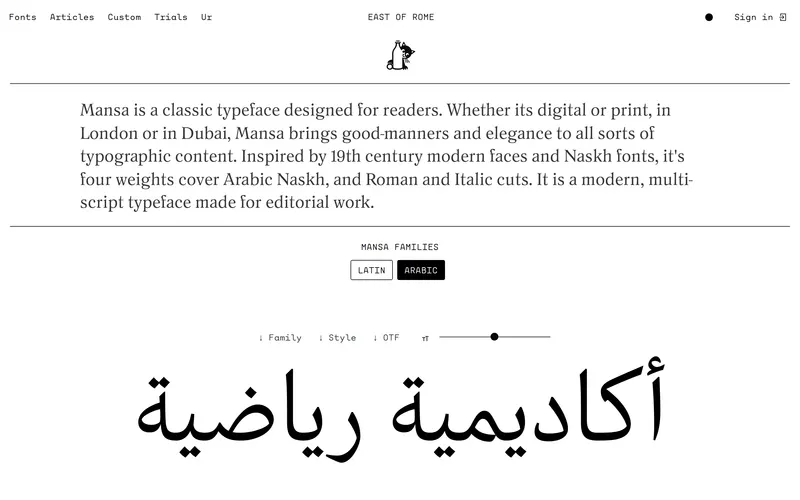 Fonts Articles Custom Trials Ur EAST OF ROME Sign in
Mansa is a classic typeface designed for readers. Whether its digital or print, in
London or in Dubai, Mansa brings good-manners and elegance to all sorts of
typographic content. Inspired by 19th century modern faces and Naskh fonts, it's
four weights cover Arabic Naskh, and Roman and Italic cuts. It is a modern, multi-
script typeface made for editorial work.
MANSA FAMILIES
LATIN ARABIC
↓ Family ↓ Style ↓ OTF TT
أكاديمية رياضية